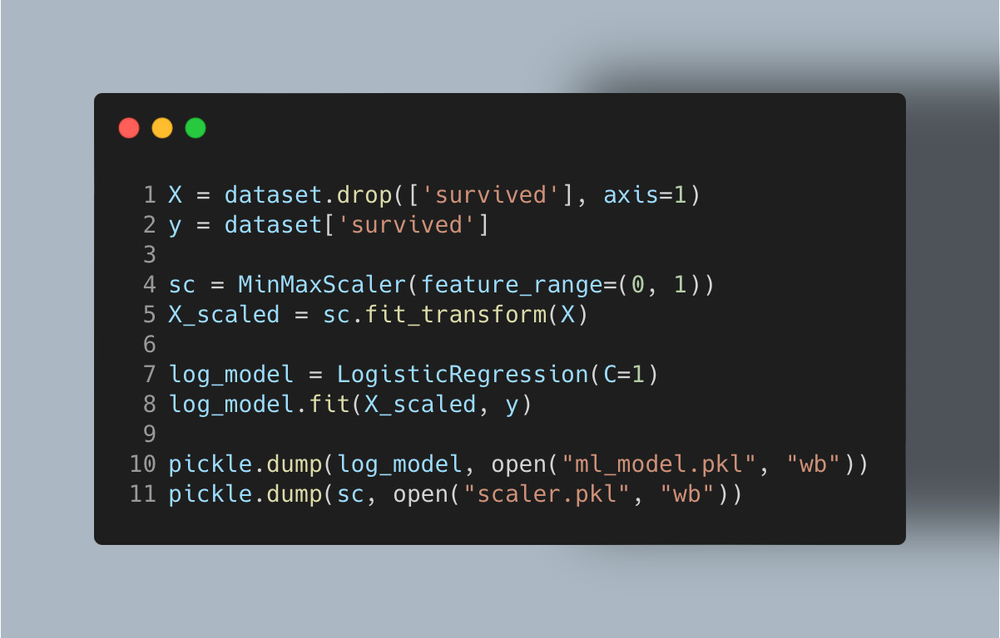 1 X = dataset.drop(['survived'], axis=1)
2 y = dataset['survived']
3
4 sc = MinMaxScaler(feature_range=(0, 1))
5 X_scaled = sc.fit_transform(X)
6
7 log_model = LogisticRegression(C=1)
8 log_model.fit(X_scaled, y)
9
10 pickle.dump(log_model, open("ml_model.pkl", "wb"))
11 pickle.dump(sc, open("scaler.pkl", "wb"))